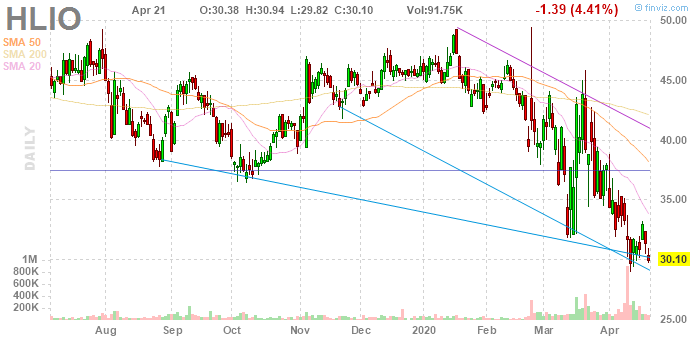 HLIO
Apr 21
O:30.38 H:30.94 L:29.82 C:30.10
Vol:91.75K
-1.39 (4.41%)
© finviz.com
SMA 50
SMA 200
SMA 20
DAILY
50.00
45.00
40.00
35.00
30.10
25.00
1M
800K
600K
400K
200K
Aug
Sep
Oct
Nov
Dec
2020
Feb
Mar
Apr